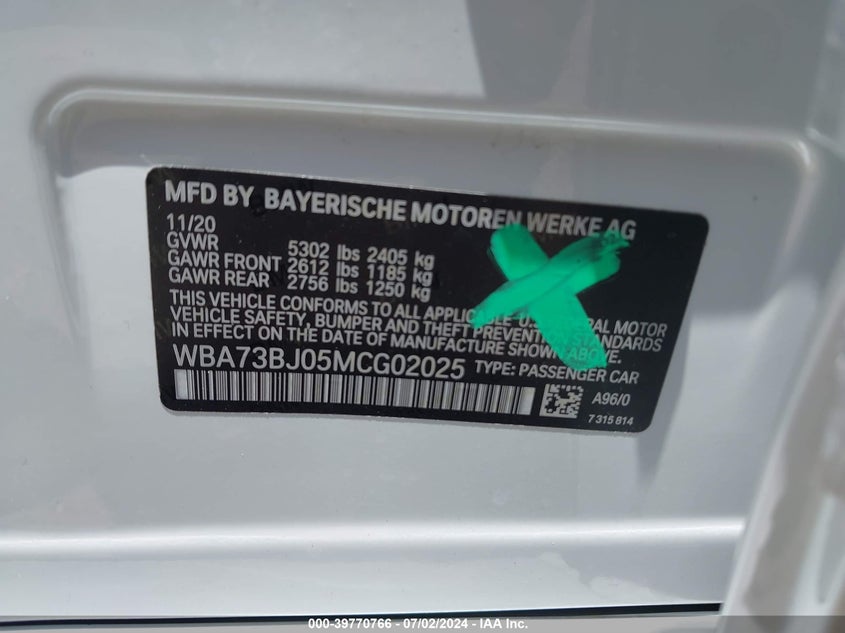 MFD BY BAYERISCHE MOTOREN WERKE AG
11/20
GVWR 5302 lbs 2405 kg
GAWR FRONT 2612 lbs 1185 kg
GAWR REAR 2756 lbs 1250 kg
THIS VEHICLE CONFORMS TO ALL APPLICABLE MOTOR
VEHICLE SAFETY, BUMPER AND THEFT PREVENTION STANDARDS
IN EFFECT ON THE DATE OF MANUFACTURE SHOWN ABOVE.
WBA73BJ05MCG02025 TYPE: PASSENGER CAR
A96/0
7 315 814
000-39770766 - 07/02/2024 - IAA Inc.